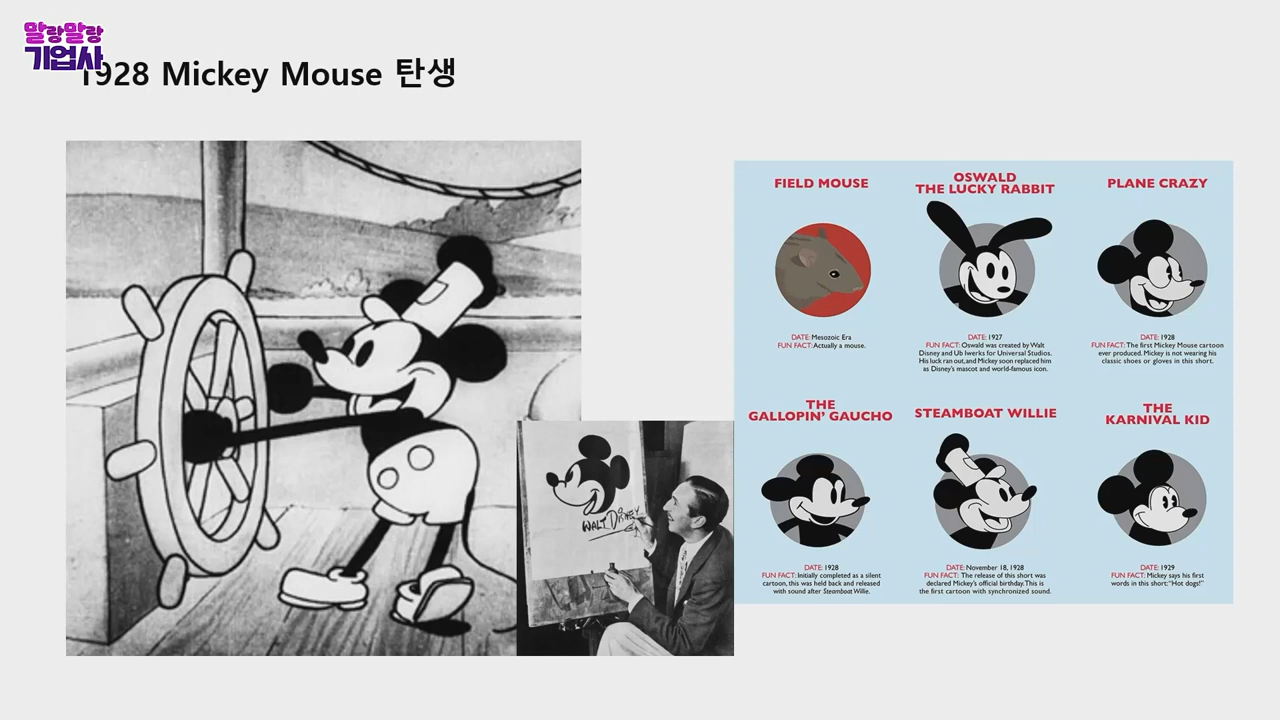 말랑말랑
기업사
1928 Mickey Mouse 탄생
FIELD MOUSE
DATE: Mesozoic Era
FUN FACT: Actually a mouse.
OSWALD
THE LUCKY RABBIT
DATE: 1927
FUN FACT: Oswald was created by Walt
Disney and Ub Iwerks for Universal Studios.
His luck ran out, and Mickey soon replaced him
as Disney's mascot and world-famous icon.
PLANE CRAZY
DATE: 1928
FUN FACT: The first Mickey Mouse cartoon
ever produced. Mickey is not wearing his
classic shoes or gloves in this short.
THE
GALLOPIN' GAUCHO
DATE: 1928
FUN FACT: Initially completed as a silent
cartoon, this was held back and released
with sound after Steamboat Willie.
STEAMBOAT WILLIE
DATE: November 18, 1928
FUN FACT: The release of this short was
declared Mickey's official birthday. This is
the first cartoon with synchronized sound.
THE
KARNIVAL KID
DATE: 1929
FUN FACT: Mickey says his first
words in this short: "Hot dogs!"
WALT DISNEY